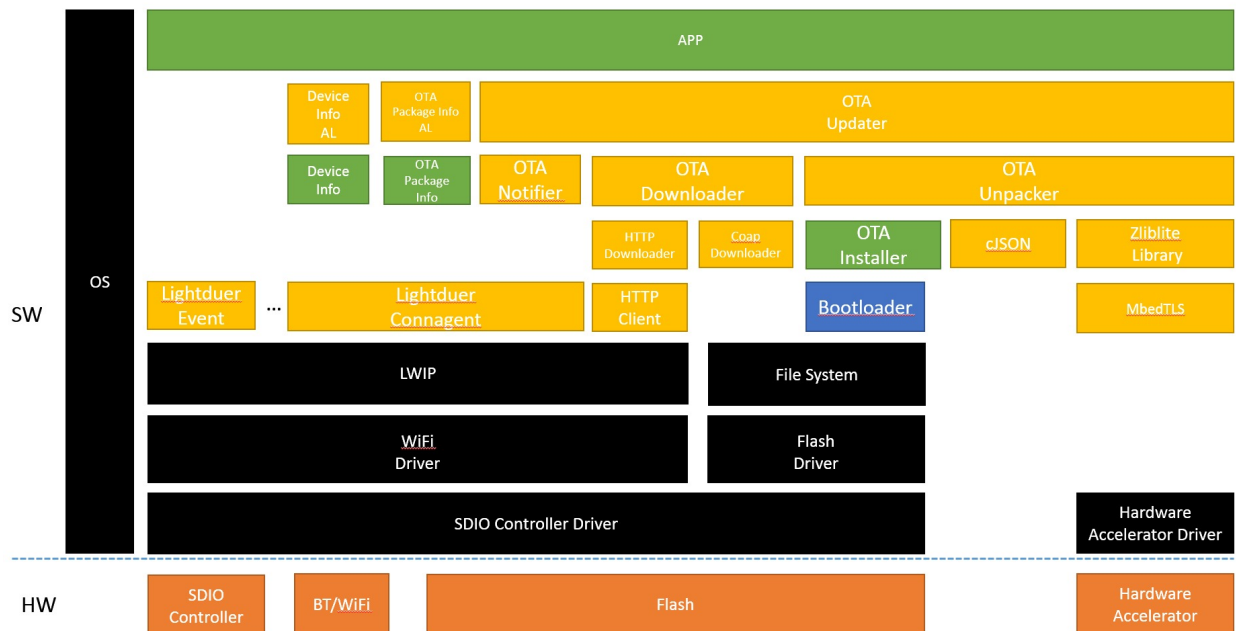 APP
Device
Info
AL
OTA
Package Info
AL
OTA
Updater
Device
Info
OTA
Package
Info
OTA
Notifier
OTA
Downloader
OTA
Unpacker
HTTP
Downloader
Coap
Downloader
OTA
Installer
cJSON
Zliblite
Library
OS
SW
Lightduer
Event
...
Lightduer
Connagent
HTTP
Client
Bootloader
MbedTLS
LWIP
File System
WiFi
Driver
Flash
Driver
SDIO Controller Driver
Hardware
Accelerator Driver
HW
SDIO
Controller
BT/WiFi
Flash
Hardware
Accelerator